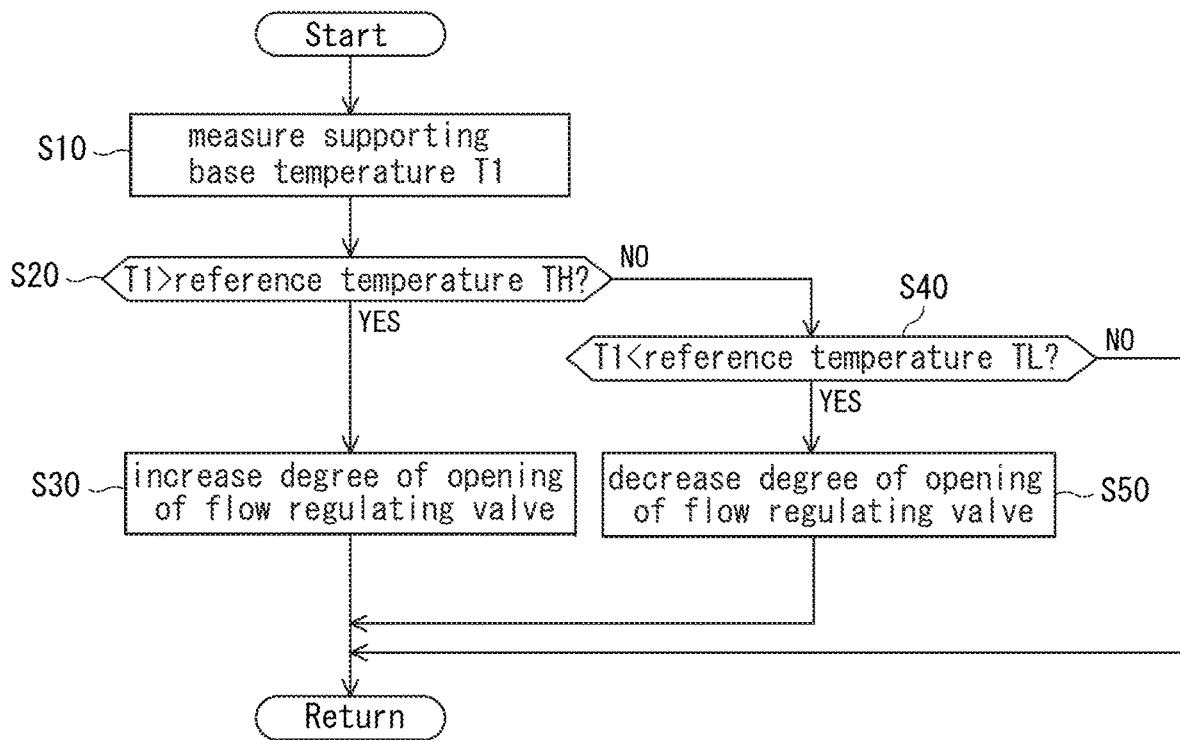 Start
S10
measure supporting
base temperature T1
S20
T1>reference temperature TH?
NO
YES
S40
T1<reference temperature TL?
NO
YES
S30
increase degree of opening
of flow regulating valve
decrease degree of opening
of flow regulating valve
S50
Return